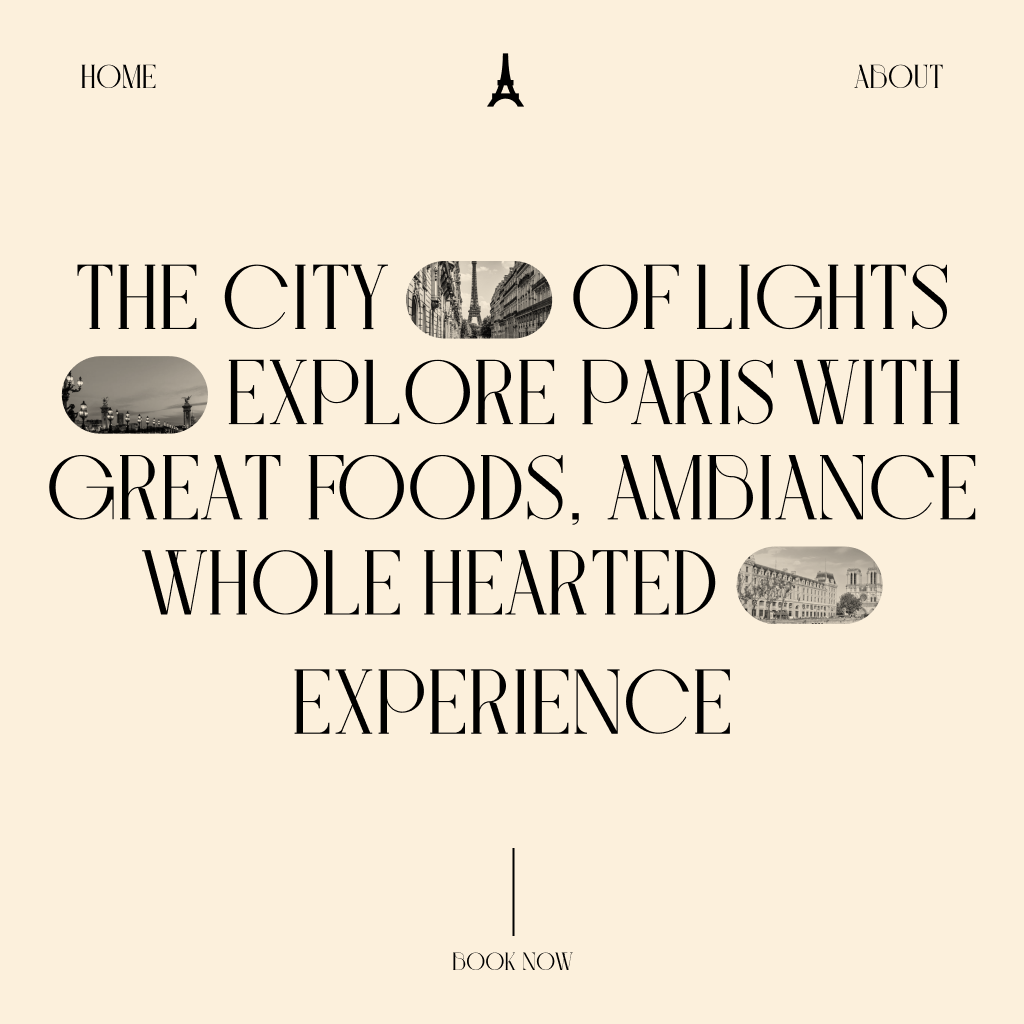 HOME
ABOUT
THE CITY OF LIGHTS
EXPLORE PARIS WITH
GREAT FOODS, AMBIANCE
WHOLE HEARTED
EXPERIENCE
BOOK NOW